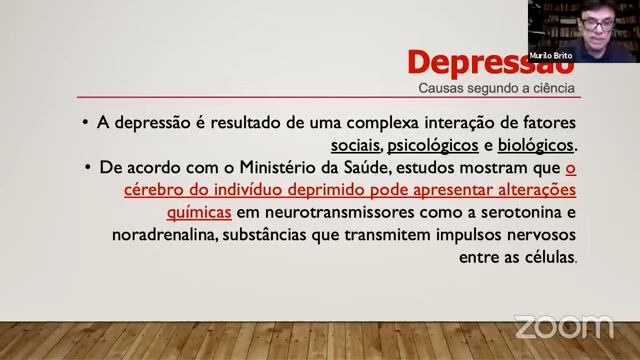 Murilo Brito
Depressão
Causas segundo a ciência
• A depressão é resultado de uma complexa interação de fatores
sociais, psicológicos e biológicos.
• De acordo com o Ministério da Saúde, estudos mostram que o
cérebro do indivíduo deprimido pode apresentar alterações
químicas em neurotransmissores como a serotonina e
noradrenalina, substâncias que transmitem impulsos nervosos
entre as células.
zoom